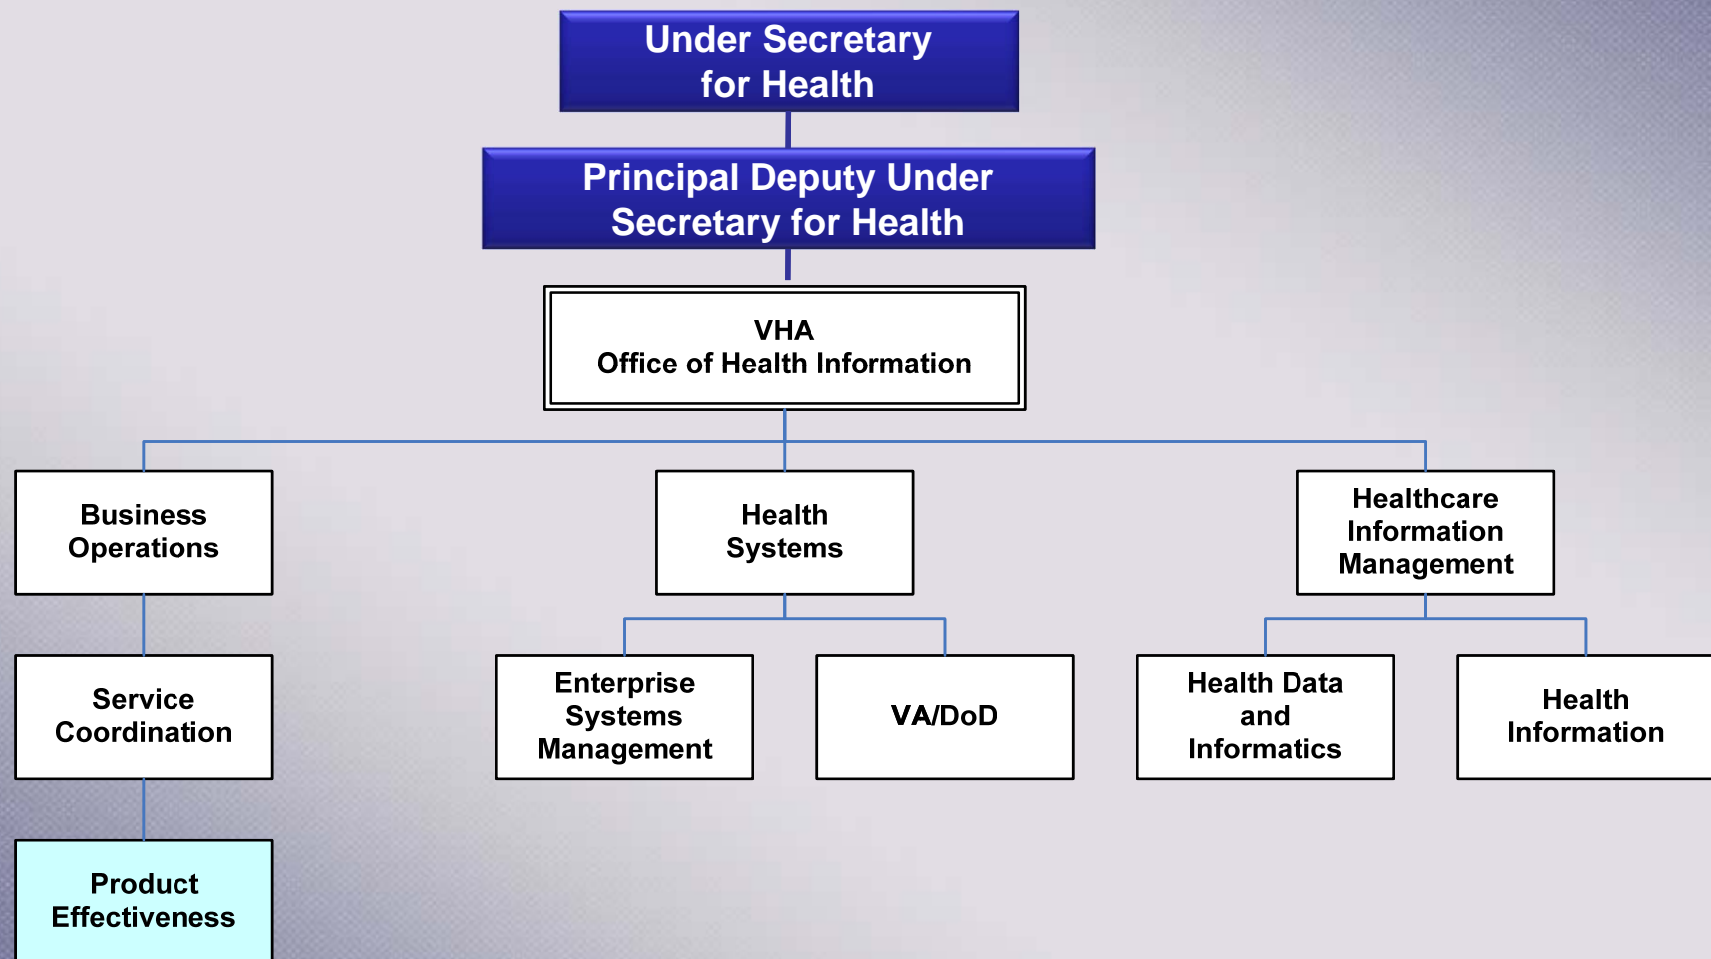 Under Secretary
for Health
Principal Deputy Under
Secretary for Health
VHA
Office of Health Information
Business
Operations
Health
Systems
Healthcare
Information
Management
Service
Coordination
Enterprise
Systems
Management
VA/DoD
Health Data
and
Informatics
Health
Information
Product
Effectiveness